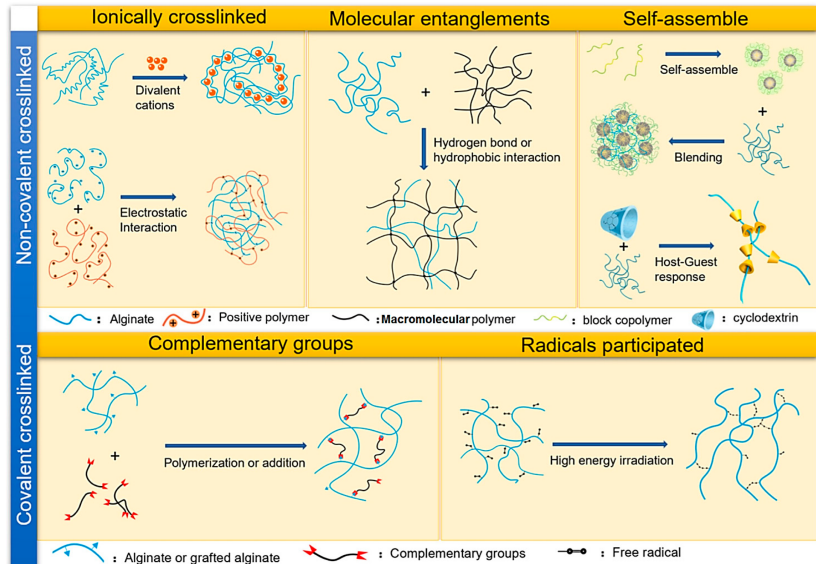 Ionically crosslinked
Molecular entanglements
Self-assemble
Non-covalent crosslinked
Divalent
cations
Electrostatic
Interaction
+
+
Hydrogen bond or
hydrophobic interaction
Self-assemble
+
Blending
+
Host-Guest
response
: Alginate
: Positive polymer
: Macromolecular polymer
: block copolymer
: cyclodextrin
Covalent crosslinked
Complementary groups
Radicals participated
+
Polymerization or addition
High energy irradiation
: Alginate or grafted alginate
: Complementary groups
: Free radical